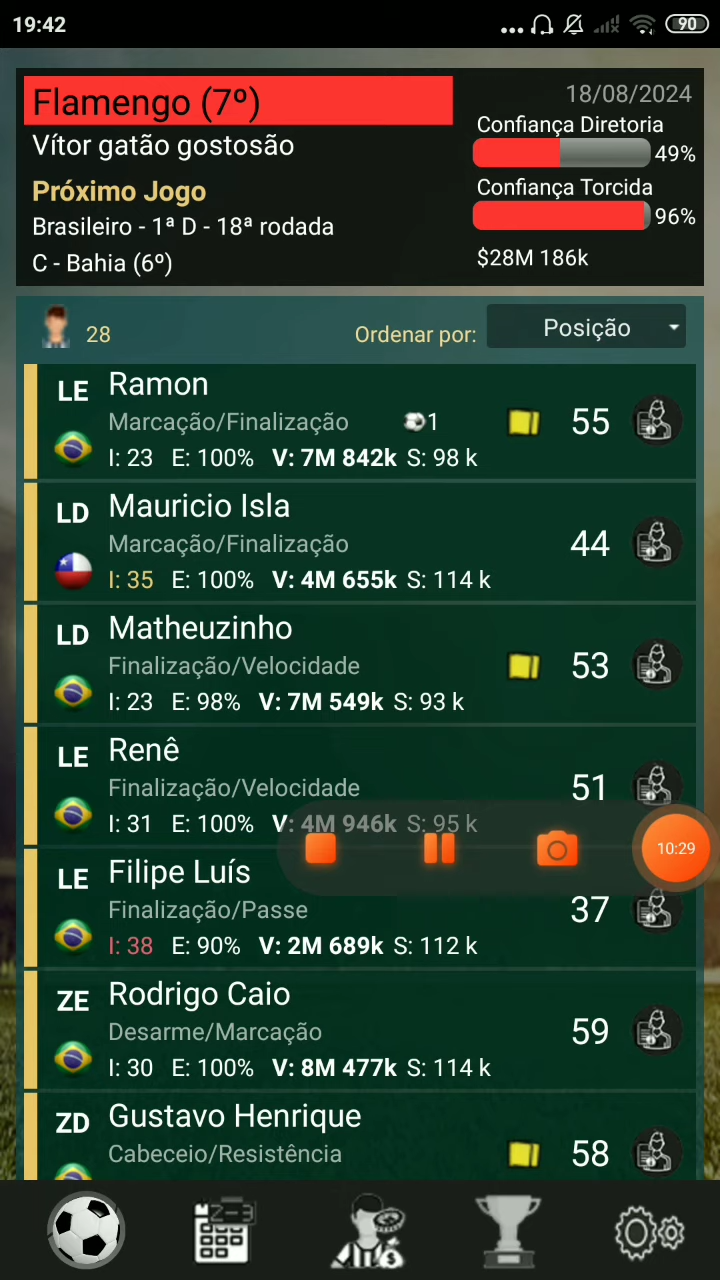 19:42
90
Flamengo (7º)
18/08/2024
Vítor gatão gostosão
Confiança Diretoria
49%
Próximo Jogo
Confiança Torcida
Brasileiro - 1ª D - 18ª rodada
96%
C - Bahia (6º)
$28M 186k
28
Ordenar por:
Posição
LE Ramon
Marcação/Finalização 1 55
I: 23 E: 100% V: 7M 842k S: 98 k
LD Mauricio Isla
Marcação/Finalização 44
I: 35 E: 100% V: 4M 655k S: 114 k
LD Matheuzinho
Finalização/Velocidade 53
I: 23 E: 98% V: 7M 549k S: 93 k
LE Renê
Finalização/Velocidade 51
I: 31 E: 100% V: 4M 946k S: 95 k
10:29
LE Filipe Luís
Finalização/Passe 37
I: 38 E: 90% V: 2M 689k S: 112 k
ZE Rodrigo Caio
Desarme/Marcação 59
I: 30 E: 100% V: 8M 477k S: 114 k
ZD Gustavo Henrique
Cabeceio/Resistência 58
2-3